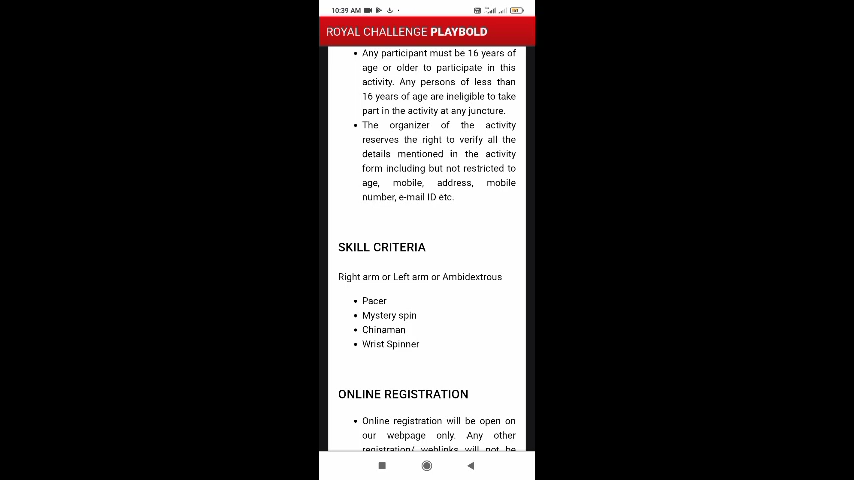 10:39 AM
ROYAL CHALLENGE PLAYBOLD
• Any participant must be 16 years of
age or older to participate in this
activity. Any persons of less than
16 years of age are ineligible to take
part in the activity at any juncture.
• The organizer of the activity
reserves the right to verify all the
details mentioned in the activity
form including but not restricted to
age, mobile, address, mobile
number, e-mail ID etc.
SKILL CRITERIA
Right arm or Left arm or Ambidextrous
• Pacer
• Mystery spin
• Chinaman
• Wrist Spinner
ONLINE REGISTRATION
• Online registration will be open on
our webpage only. Any other
registration/ weblinks will not be